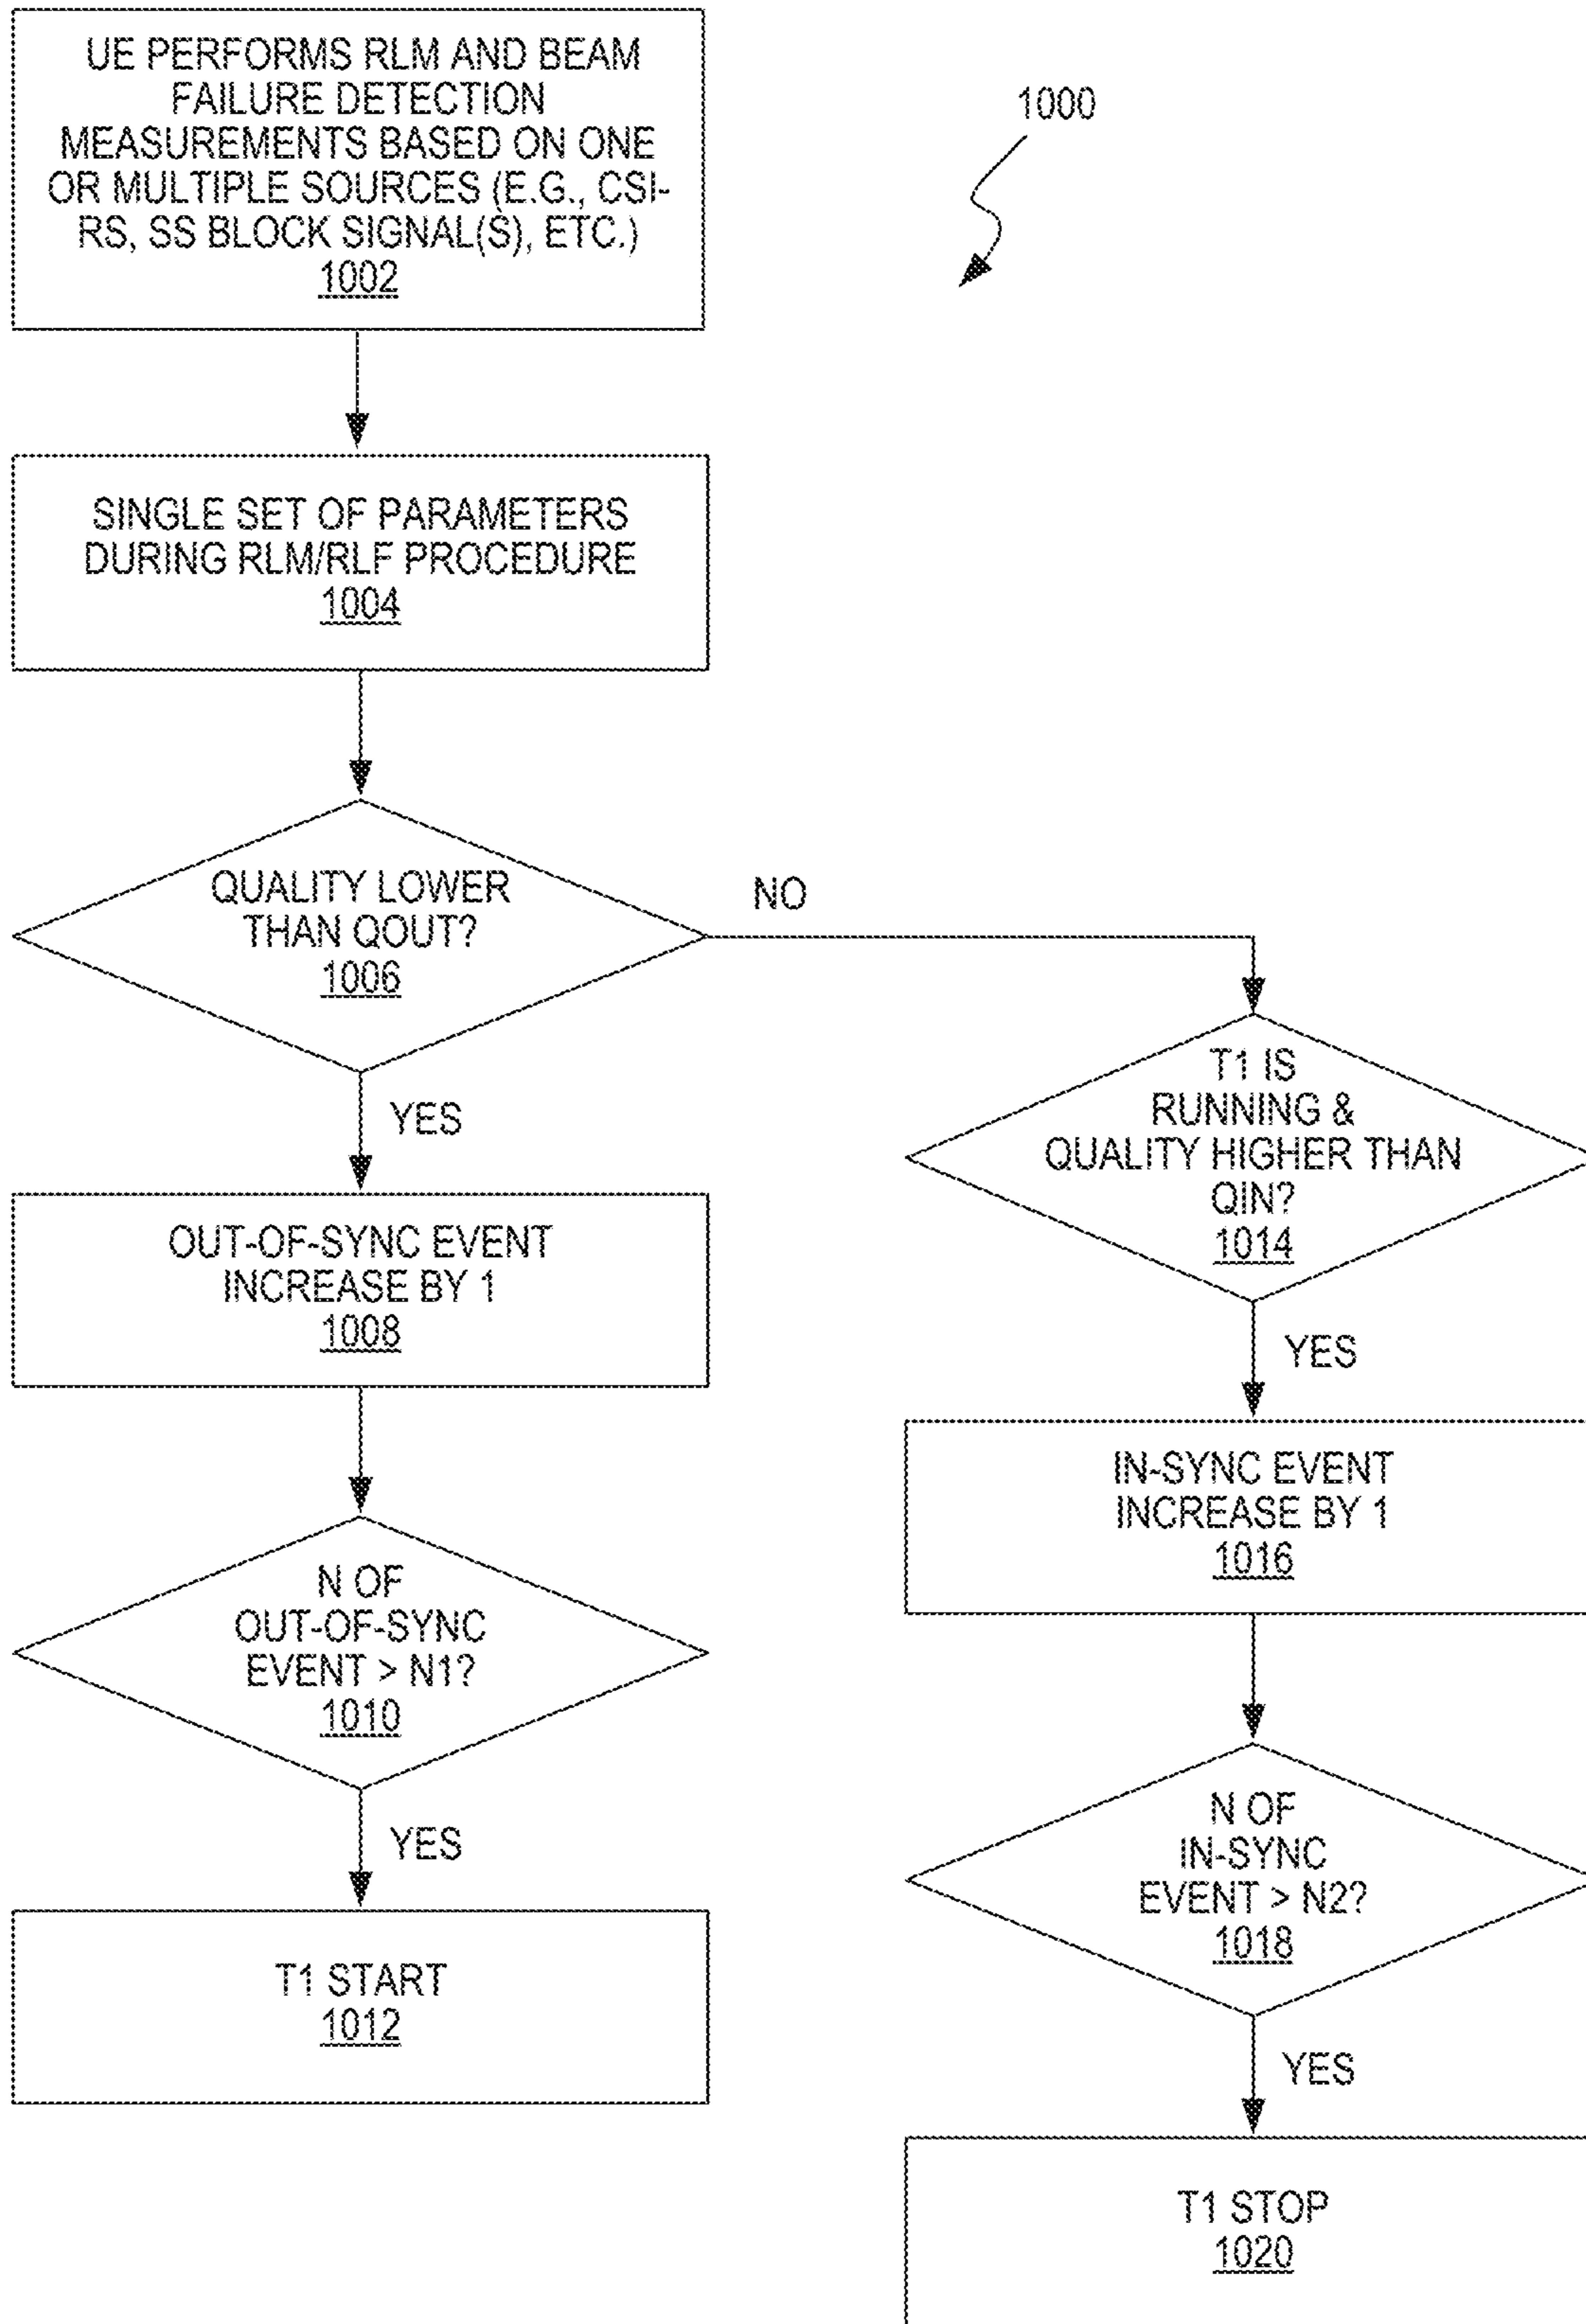 UE PERFORMS RLM AND BEAM
FAILURE DETECTION
MEASUREMENTS BASED ON ONE
OR MULTIPLE SOURCES (E.G., CSI-
RS, SS BLOCK SIGNAL(S), ETC.)
1002
1000
SINGLE SET OF PARAMETERS
DURING RLM/RLF PROCEDURE
1004
QUALITY LOWER
THAN QOUT?
1006
NO
YES
OUT-OF-SYNC EVENT
INCREASE BY 1
1008
N OF
OUT-OF-SYNC
EVENT > N1?
1010
YES
T1 START
1012
T1 IS
RUNNING &
QUALITY HIGHER THAN
QIN?
1014
YES
IN-SYNC EVENT
INCREASE BY 1
1016
N OF
IN-SYNC
EVENT > N2?
1018
YES
T1 STOP
1020